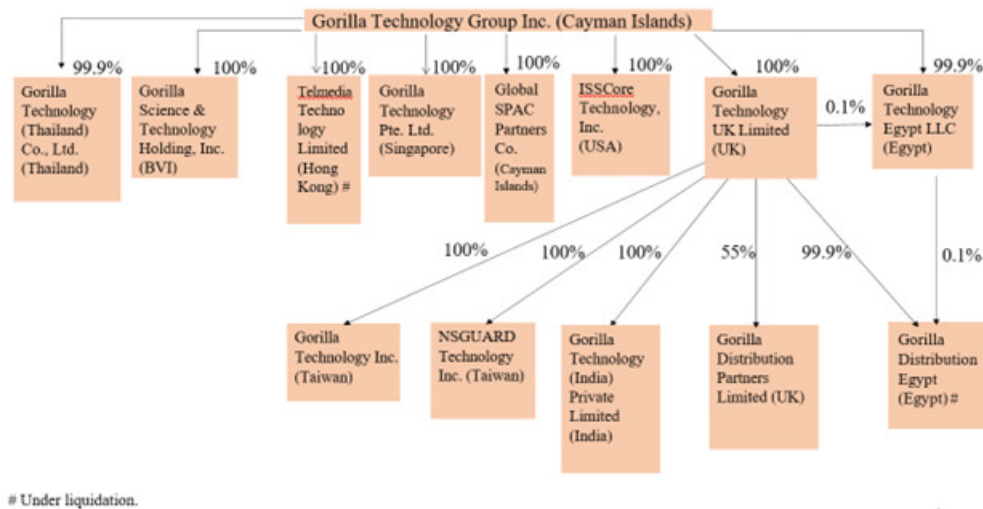 Gorilla Technology Group Inc. (Cayman Islands)
99.9%
100%
100%
100%
100%
100%
100%
99.9%
Gorilla
Technology
(Thailand)
Co., Ltd.
(Thailand)
Gorilla
Science &
Technology
Holding, Inc.
(BVI)
Telmedia
Techno
logy
Limited
(Hong
Kong) #
Gorilla
Technology
Pte. Ltd.
(Singapore)
Global
SPAC
Partners
Co.
(Cayman
Islands)
ISSCore
Technology,
Inc.
(USA)
Gorilla
Technology
UK Limited
(UK)
0.1%
Gorilla
Technology
Egypt LLC
(Egypt)
100%
100%
100%
55%
99.9%
0.1%
Gorilla
Technology Inc.
(Taiwan)
NSGUARD
Technology
Inc. (Taiwan)
Gorilla
Technology
(India)
Private
Limited
(India)
Gorilla
Distribution
Partners
Limited (UK)
Gorilla
Distribution
Egypt
(Egypt) #
# Under liquidation.